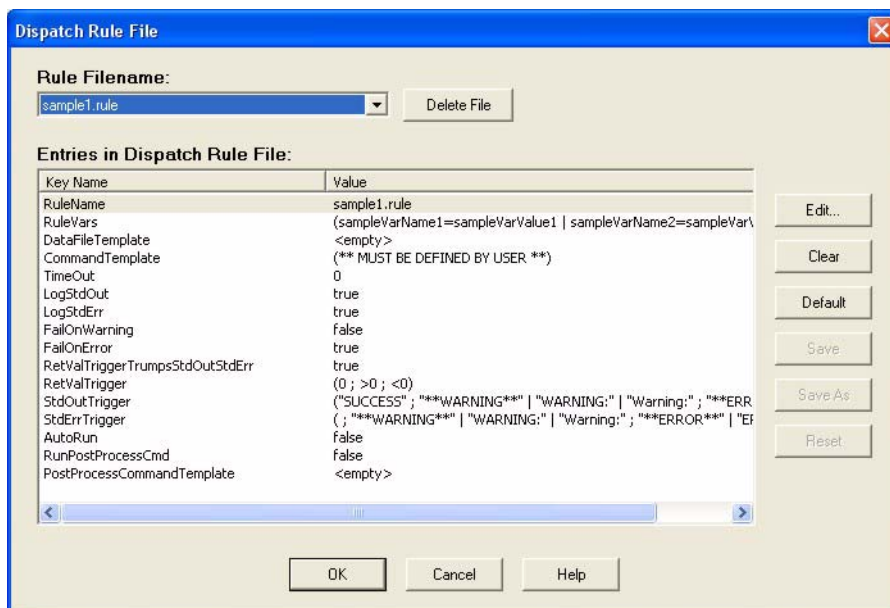 Dispatch Rule File
Rule Filename:
sample1.rule
Delete File
Entries in Dispatch Rule File:
Key Name Value
RuleName sample1.rule
RuleVars (sampleVarName1=sampleVarValue1 | sampleVarName2=sampleVarV
DataFileTemplate <empty>
CommandTemplate (** MUST BE DEFINED BY USER **)
TimeOut 0
LogStdOut true
LogStdErr true
FailOnWarning false
FailOnError true
RetValTriggerTrumpsStdOutStdErr true
RetValTrigger (0 ; >0 ; <0)
StdOutTrigger ("SUCCESS" ; "**WARNING**" | "WARNING:" | "Warning:" ; "**ERR
StdErrTrigger ( ; "**WARNING**" | "WARNING:" | "Warning:" ; "**ERROR**" | "EF
AutoRun false
RunPostProcessCmd false
PostProcessCommandTemplate <empty>
Edit...
Clear
Default
Save
Save As
Reset
OK Cancel Help